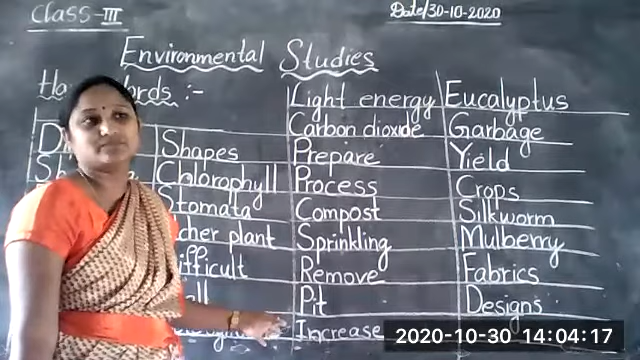 Class-III
Date/30-10-2020
Environmental Studies
:-
Light energy Eucalyptus
Carbon dioxide Garbage
Shapes Prepare Yield
Chlorophyll Process Crops
Stomata Compost Silkworm
plant Sprinkling Mulberry
Remove Fabrics
Pit Designs
Increase
2020-10-30 14:04:17